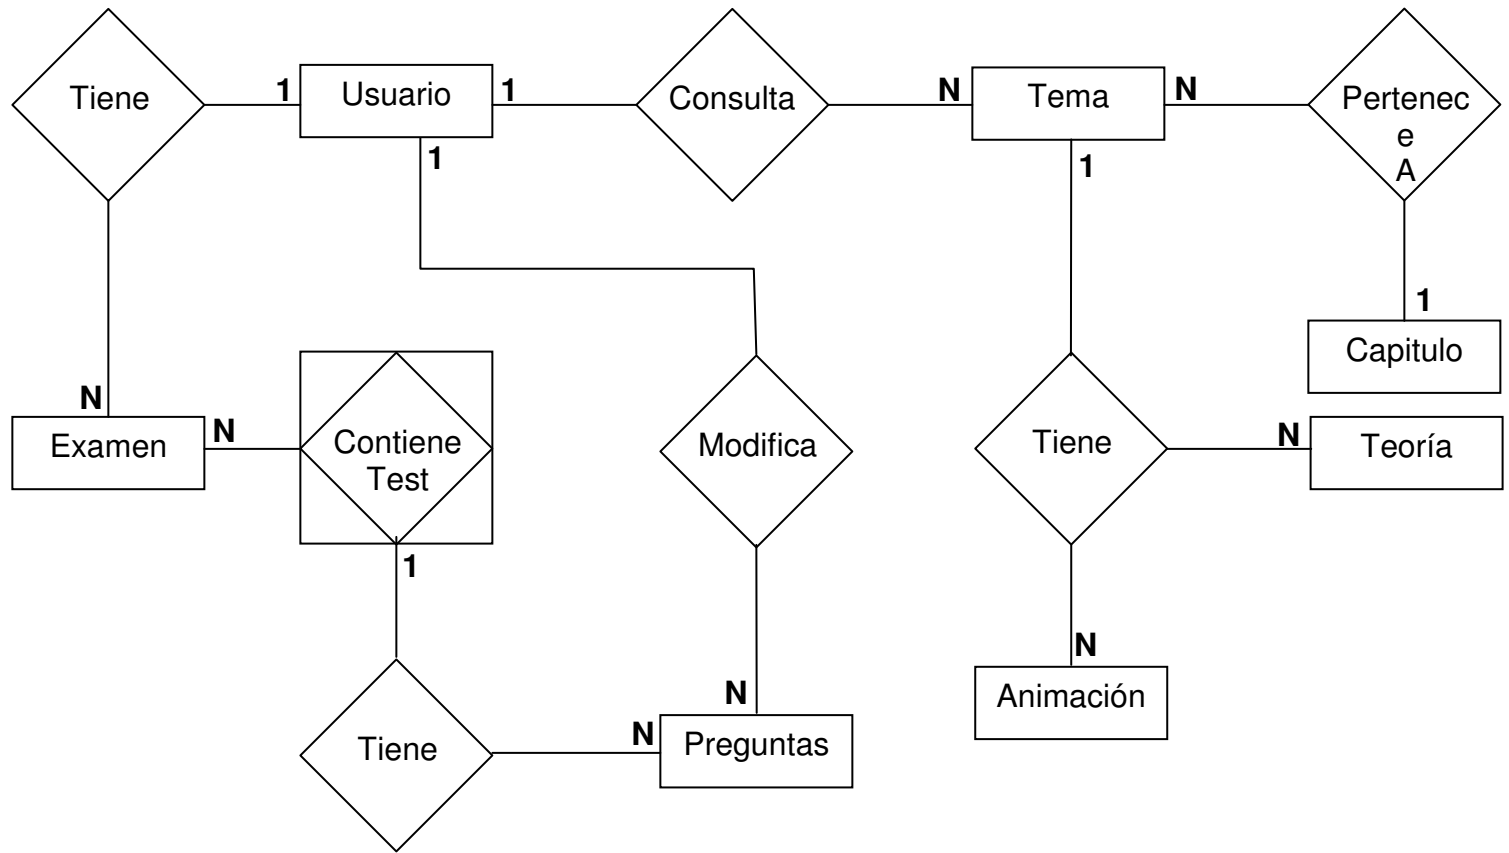 Tiene
1
Usuario
1
Consulta
N
Tema
N
Pertenec
e
A
1
1
1
Capitulo
N
Examen
N
Contiene
Test
Modifica
Tiene
N
Teoría
1
N
Animación
Tiene
N
N
Preguntas